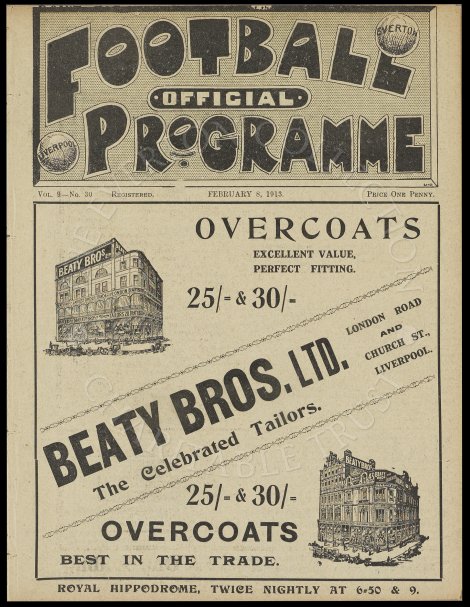 EVERTON
FOOTBALL
OFFICIAL
PROGRAMME
LIVERPOOL
VOL. 9—NO. 30 REGISTERED. FEBRUARY 8, 1913. PRICE ONE PENNY.
OVERCOATS
EXCELLENT VALUE,
PERFECT FITTING.
BEATY BROS.
25/= & 30/-
LONDON ROAD
AND
CHURCH ST.,
LIVERPOOL.
BEATY BROS. LTD.
The Celebrated Tailors.
BEATY BROS
25/= & 30/-
OVERCOATS
BEST IN THE TRADE.
ROYAL HIPPODROME, TWICE NIGHTLY AT 6-50 & 9.